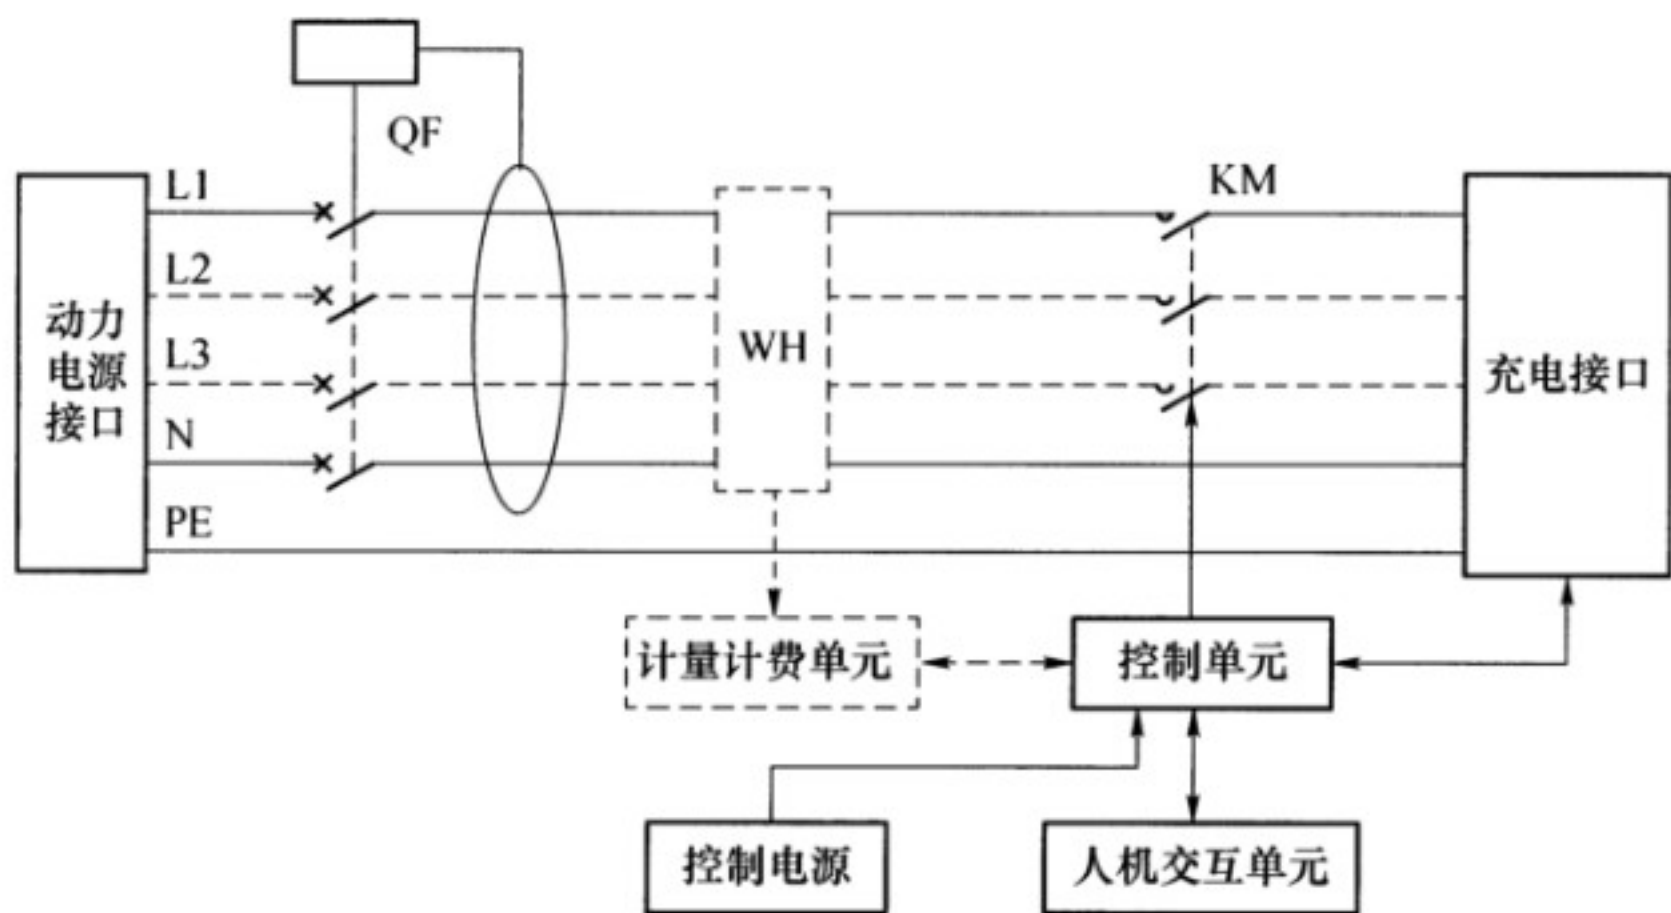 QF
L1
KM
L2
动力
电源
接口
L3
WH
充电接口
N
PE
计量计费单元
控制单元
控制电源
人机交互单元